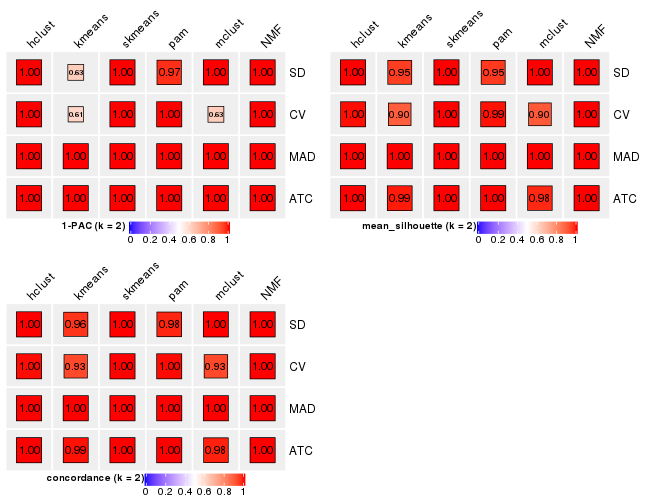 hclust kmeans skmeans pam mclust NMF
1.00 0.63 1.00 0.97 1.00 1.00 SD
1.00 0.61 1.00 1.00 0.63 1.00 CV
1.00 1.00 1.00 1.00 1.00 1.00 MAD
1.00 1.00 1.00 1.00 1.00 1.00 ATC
1-PAC (k = 2)
0 0.2 0.4 0.6 0.8 1
hclust kmeans skmeans pam mclust NMF
1.00 0.95 1.00 0.95 1.00 1.00 SD
1.00 0.90 1.00 0.99 0.90 1.00 CV
1.00 1.00 1.00 1.00 1.00 1.00 MAD
1.00 0.99 1.00 1.00 0.98 1.00 ATC
mean_silhouette (k = 2)
0 0.2 0.4 0.6 0.8 1
hclust kmeans skmeans pam mclust NMF
1.00 0.96 1.00 0.98 1.00 1.00 SD
1.00 0.93 1.00 1.00 0.93 1.00 CV
1.00 1.00 1.00 1.00 1.00 1.00 MAD
1.00 0.99 1.00 1.00 0.98 1.00 ATC
concordance (k = 2)
0 0.2 0.4 0.6 0.8 1